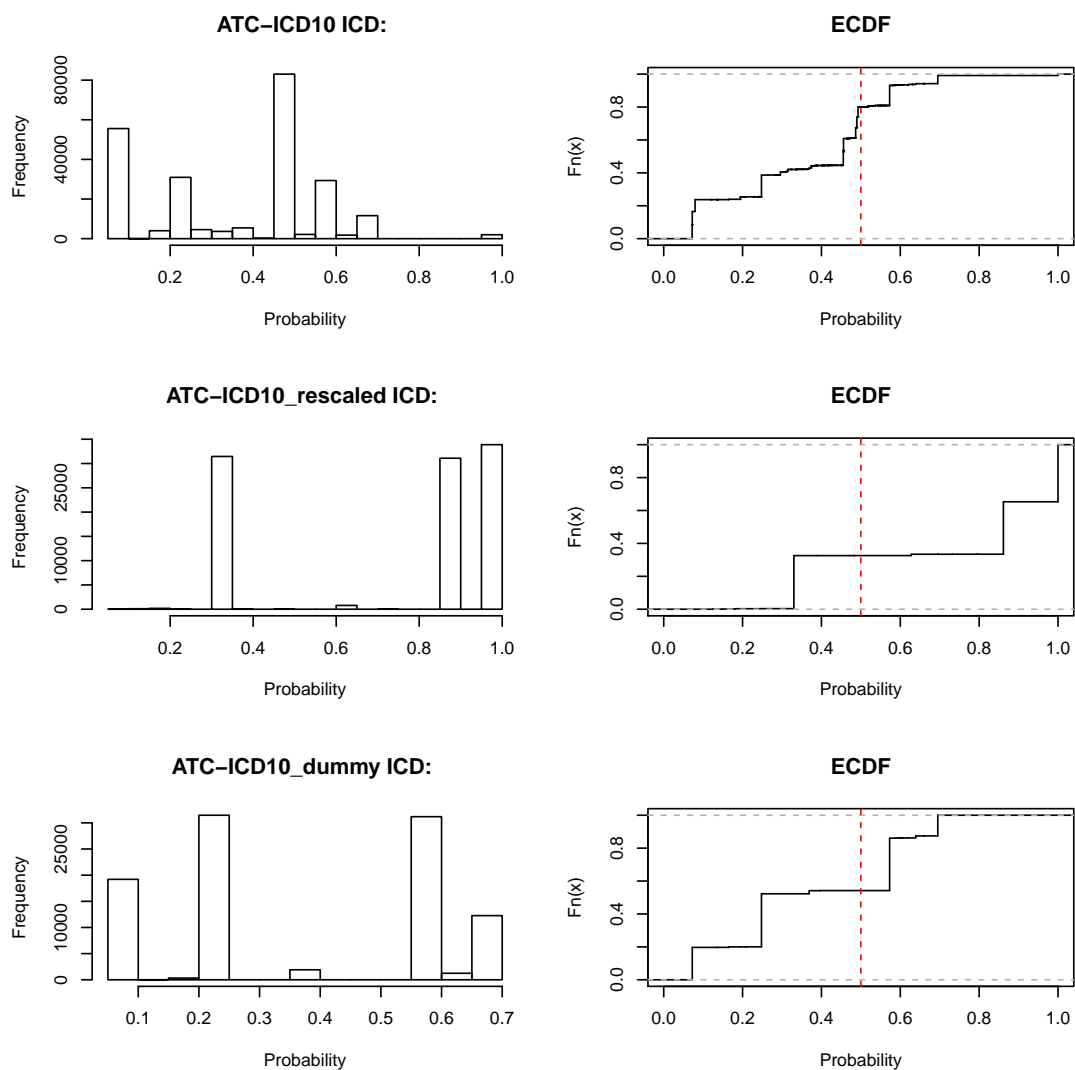 ATC−ICD10 ICD:
Frequency
0
40000
80000
0.2 0.4 0.6 0.8 1.0
Probability
ECDF
Fn(x)
0.0
0.4
0.8
0.0 0.2 0.4 0.6 0.8 1.0
Probability
ATC−ICD10_rescaled ICD:
Frequency
0
10000
25000
0.2 0.4 0.6 0.8 1.0
Probability
ECDF
Fn(x)
0.0
0.4
0.8
0.0 0.2 0.4 0.6 0.8 1.0
Probability
ATC−ICD10_dummy ICD:
Frequency
0
10000
25000
0.1 0.2 0.3 0.4 0.5 0.6 0.7
Probability
ECDF
Fn(x)
0.0
0.4
0.8
0.0 0.2 0.4 0.6 0.8 1.0
Probability